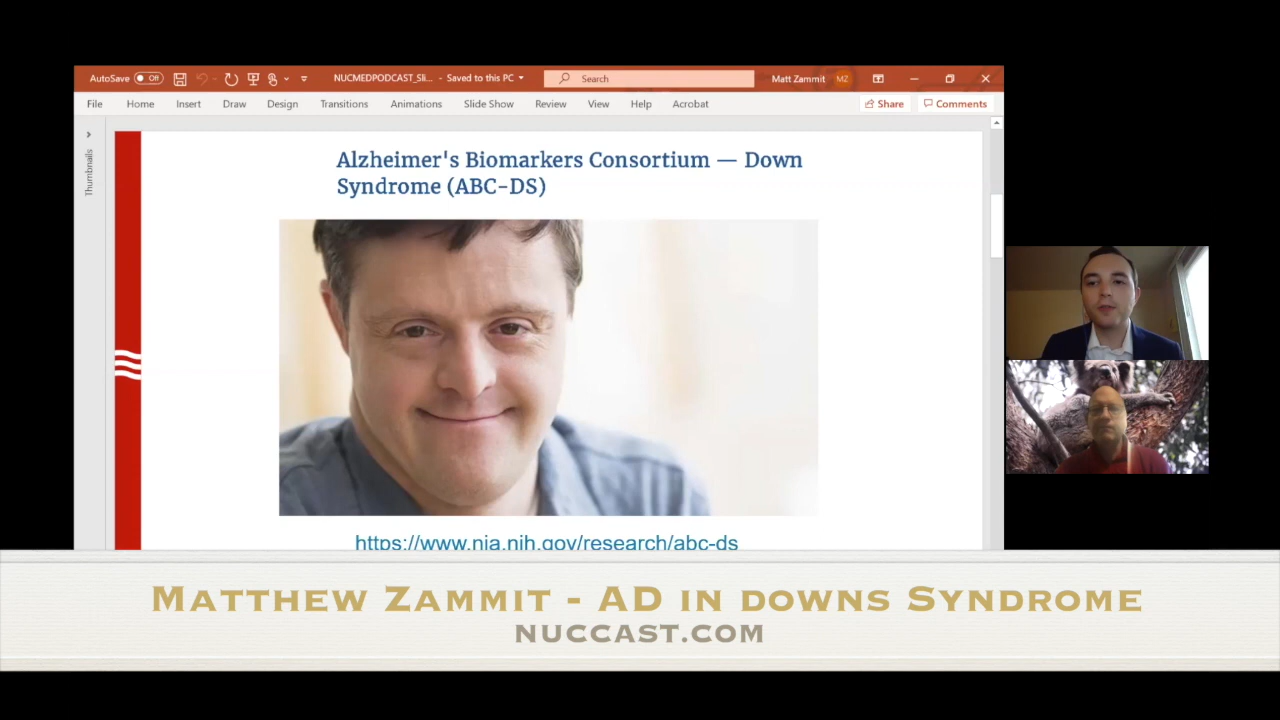 AutoSave Off NUCMEDPODCAST_Sli... - Saved to this PC Search Matt Zammit MZ
File Home Insert Draw Design Transitions Animations Slide Show Review View Help Acrobat Share Comments
Thumbnails
Alzheimer's Biomarkers Consortium — Down
Syndrome (ABC-DS)
https://www.nia.nih.gov/research/abc-ds
Matthew Zammit - AD in downs Syndrome
nuccast.com